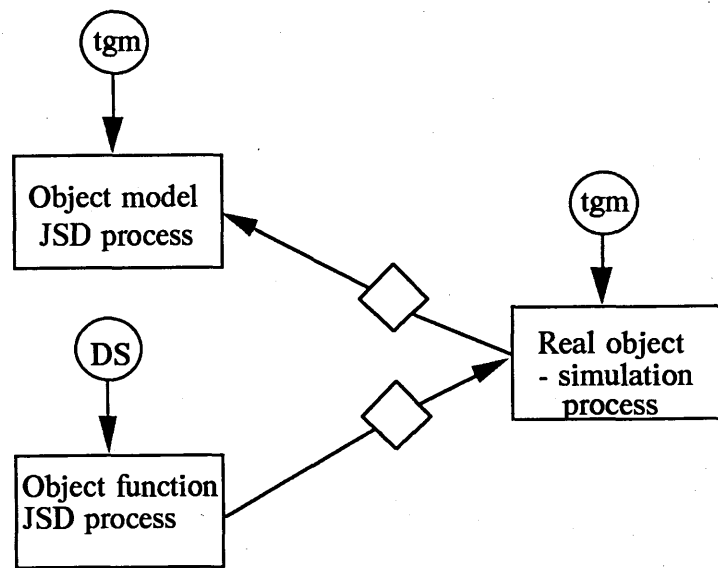 tgm
Object model
JSD process
tgm
Real object
- simulation
process
DS
Object function
JSD process